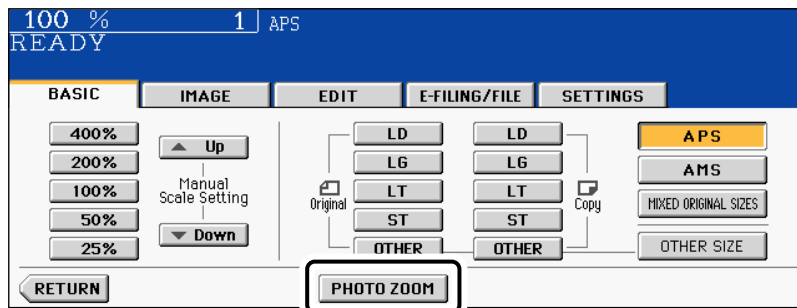 100 % 1 APS
READY
BASIC IMAGE EDIT E-FILING/FILE SETTINGS
400% Up LD LD APS
200% LG LG AMS
100% Manual Scale Setting Original LT LT Copy MIXED ORIGINAL SIZES
50% ST ST
25% Down OTHER OTHER OTHER SIZE
RETURN PHOTO ZOOM